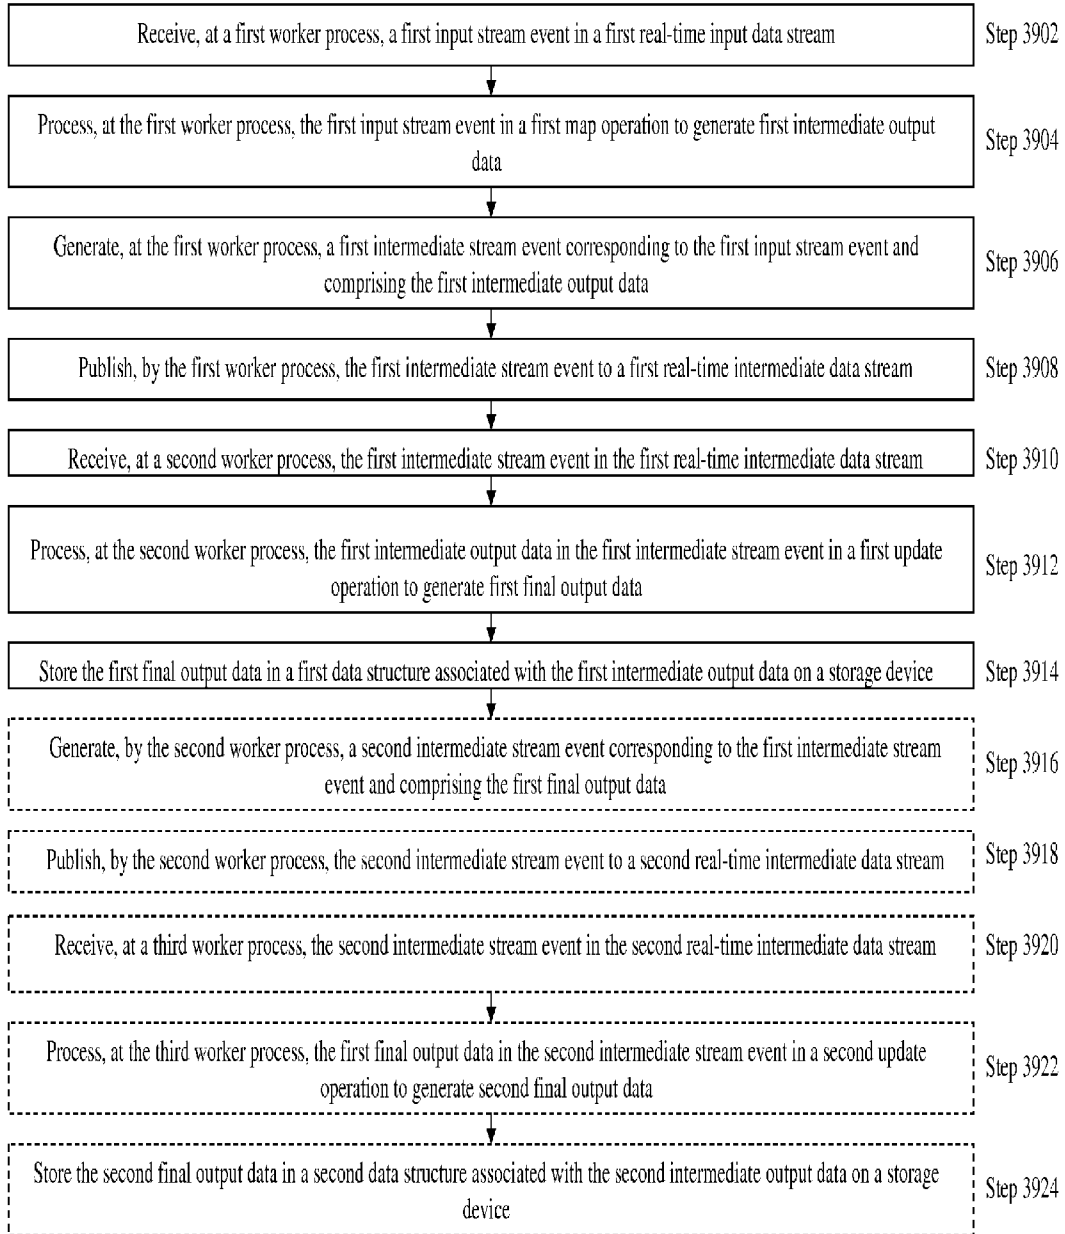 Receive, at a first worker process, a first input stream event in a first real-time input data stream
Step 3902
Process, at the first worker process, the first input stream event in a first map operation to generate first intermediate output
data
Step 3904
Generate, at the first worker process, a first intermediate stream event corresponding to the first input stream event and
comprising the first intermediate output data
Step 3906
Publish, by the first worker process, the first intermediate stream event to a first real-time intermediate data stream
Step 3908
Receive, at a second worker process, the first intermediate stream event in the first real-time intermediate data stream
Step 3910
Process, at the second worker process, the first intermediate output data in the first intermediate stream event in a first update
operation to generate first final output data
Step 3912
Store the first final output data in a first data structure associated with the first intermediate output data on a storage device
Step 3914
Generate, by the second worker process, a second intermediate stream event corresponding to the first intermediate stream
event and comprising the first final output data
Step 3916
Publish, by the second worker process, the second intermediate stream event to a second real-time intermediate data stream
Step 3918
Receive, at a third worker process, the second intermediate stream event in the second real-time intermediate data stream
Step 3920
Process, at the third worker process, the first final output data in the second intermediate stream event in a second update
operation to generate second final output data
Step 3922
Store the second final output data in a second data structure associated with the second intermediate output data on a storage
device
Step 3924